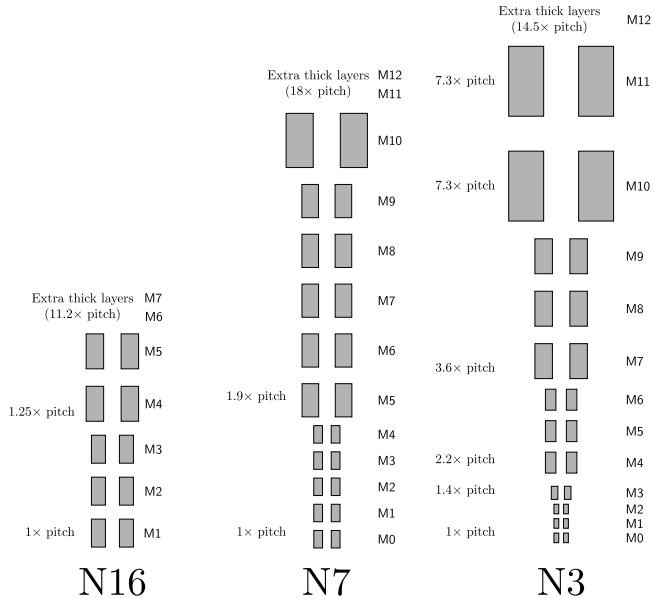 Extra thick layers
(11.2× pitch)
M7
M6
M5
1.25× pitch
M4
M3
M2
1× pitch
M1
N16
Extra thick layers
(18× pitch)
M12
M11
M10
M9
M8
M7
M6
1.9× pitch
M5
M4
M3
M2
M1
1× pitch
M0
N7
Extra thick layers
(14.5× pitch)
M12
7.3× pitch
M11
7.3× pitch
M10
M9
M8
3.6× pitch
M7
M6
M5
2.2× pitch
M4
1.4× pitch
M3
M2
M1
1× pitch
M0
N3